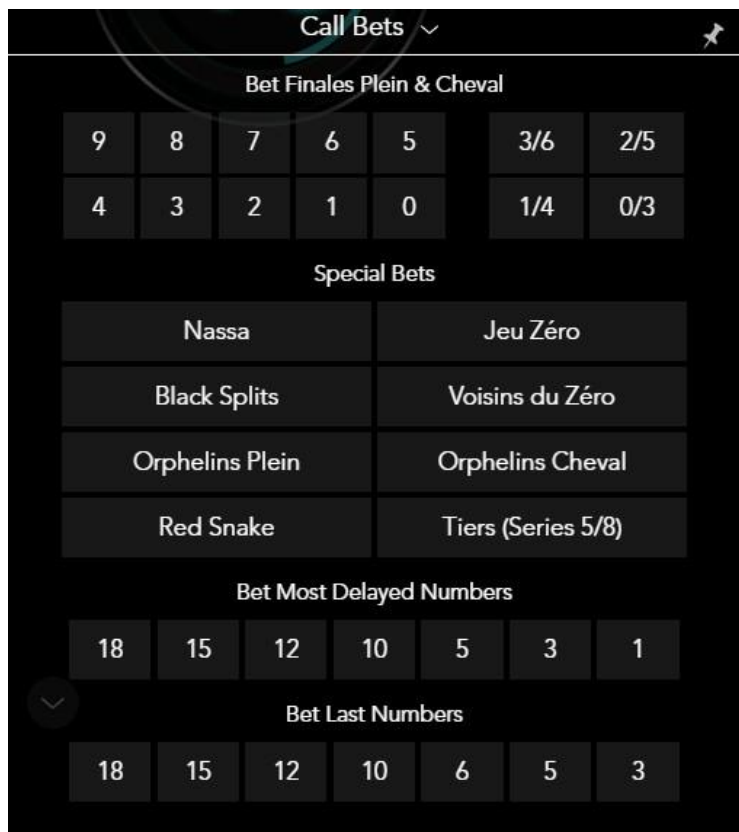 Call Bets
Bet Finales Plein & Cheval
9 8 7 6 5 3/6 2/5
4 3 2 1 0 1/4 0/3
Special Bets
Nassa Jeu Zéro
Black Splits Voisins du Zéro
Orphelins Plein Orphelins Cheval
Red Snake Tiers (Series 5/8)
Bet Most Delayed Numbers
18 15 12 10 5 3 1
Bet Last Numbers
18 15 12 10 6 5 3